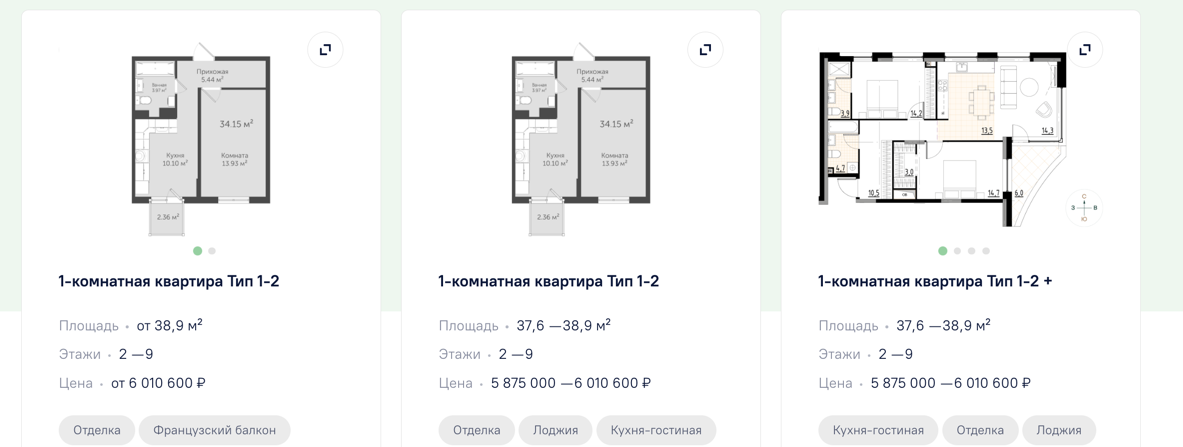 Прихожая
5.44 м²
Ванная
3.97 м²
34.15 м²
Кухня
10.10 м²
Комната
13.93 м²
2.36 м²
1-комнатная квартира Тип 1-2
Площадь • от 38,9 м²
Этажи • 2 —9
Цена • от 6 010 600 ₽
Отделка
Французский балкон
Прихожая
5.44 м²
Ванная
3.97 м²
34.15 м²
Кухня
10.10 м²
Комната
13.93 м²
2.36 м²
1-комнатная квартира Тип 1-2
Площадь • 37,6 —38,9 м²
Этажи • 2 —9
Цена • 5 875 000 —6 010 600 ₽
Отделка
Лоджия
Кухня-гостиная
3,9
14,2
13,5
14,3
4,7
3,0
10,5
14,7
6,0
С
З
В
Ю
1-комнатная квартира Тип 1-2 +
Площадь • 37,6 —38,9 м²
Этажи • 2 —9
Цена • 5 875 000 —6 010 600 ₽
Кухня-гостиная
Отделка
Лоджия